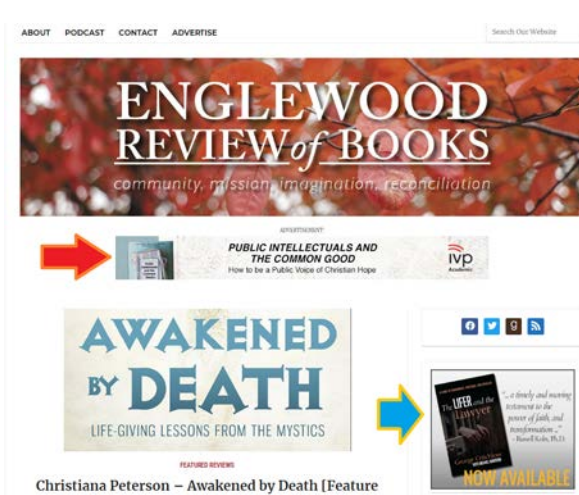 ABOUT PODCAST CONTACT ADVERTISE
Search Our Website
ENGLEWOOD
REVIEW of BOOKS
community, mission, imagination, reconciliation
ADVERTISEMENT
PUBLIC INTELLECTUALS AND
THE COMMON GOOD
How to be a Public Voice of Christian Hope
ivp
Academic
AWAKENED
BY DEATH
LIFE-GIVING LESSONS FROM THE MYSTICS
The LIFER and the
Lawyer
"... a timely and moving
testament to the
power of faith, and
transformation ..."
NOW AVAILABLE
FEATURED REVIEWS
Christiana Peterson – Awakened by Death [Feature